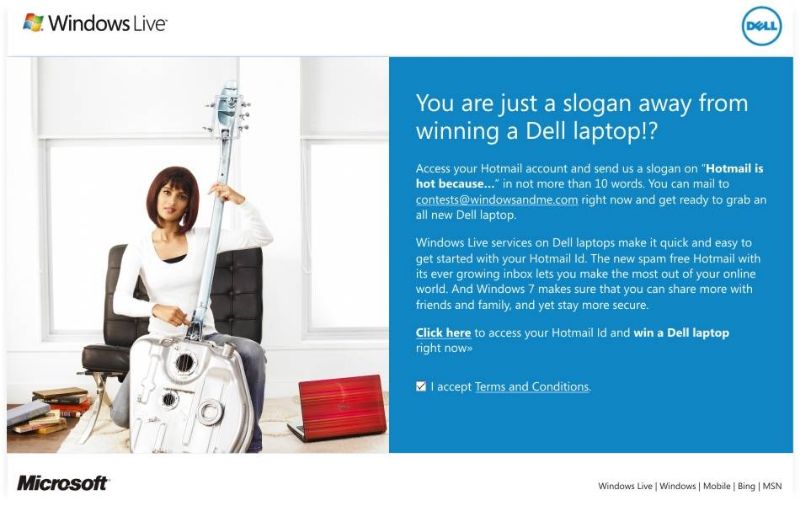 Windows Live
DELL
You are just a slogan away from
winning a Dell laptop!?
Access your Hotmail account and send us a slogan on "Hotmail is
hot because..." in not more than 10 words. You can mail to
contests@windowsandme.com right now and get ready to grab an
all new Dell laptop.
Windows Live services on Dell laptops make it quick and easy to
get started with your Hotmail Id. The new spam free Hotmail with
its ever growing inbox lets you make the most out of your online
world. And Windows 7 makes sure that you can share more with
friends and family, and yet stay more secure.
Click here to access your Hotmail Id and win a Dell laptop
right now»
I accept Terms and Conditions.
Microsoft
Windows Live | Windows | Mobile | Bing | MSN